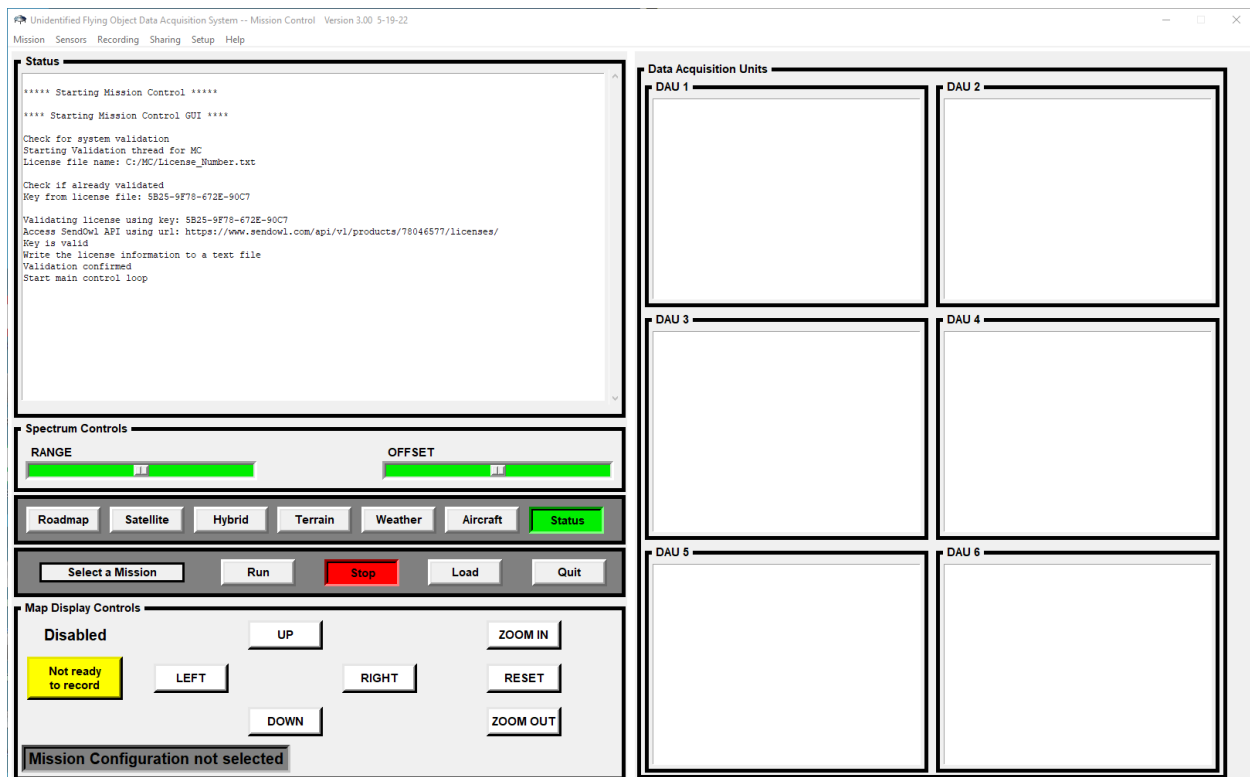 Unidentified Flying Object Data Acquisition System -- Mission Control Version 3.00 5-19-22
Mission Sensors Recording Sharing Setup Help
Status
***** Starting Mission Control *****
**** Starting Mission Control GUI ****
Check for system validation
Starting Validation thread for MC
License file name: C:/MC/License_Number.txt
Check if already validated
Key from license file: 5B25-9F78-672E-90C7
Validating license using key: 5B25-9F78-672E-90C7
Access SendOwl API using url: https://www.sendowl.com/api/v1/products/78046577/licenses/
Key is valid
Write the license information to a text file
Validation confirmed
Start main control loop
Spectrum Controls
RANGE OFFSET
Roadmap Satellite Hybrid Terrain Weather Aircraft Status
Select a Mission Run Stop Load Quit
Map Display Controls
Disabled UP ZOOM IN
Not ready
to record
LEFT RIGHT RESET
DOWN ZOOM OUT
Mission Configuration not selected
Data Acquisition Units
DAU 1 DAU 2
DAU 3 DAU 4
DAU 5 DAU 6